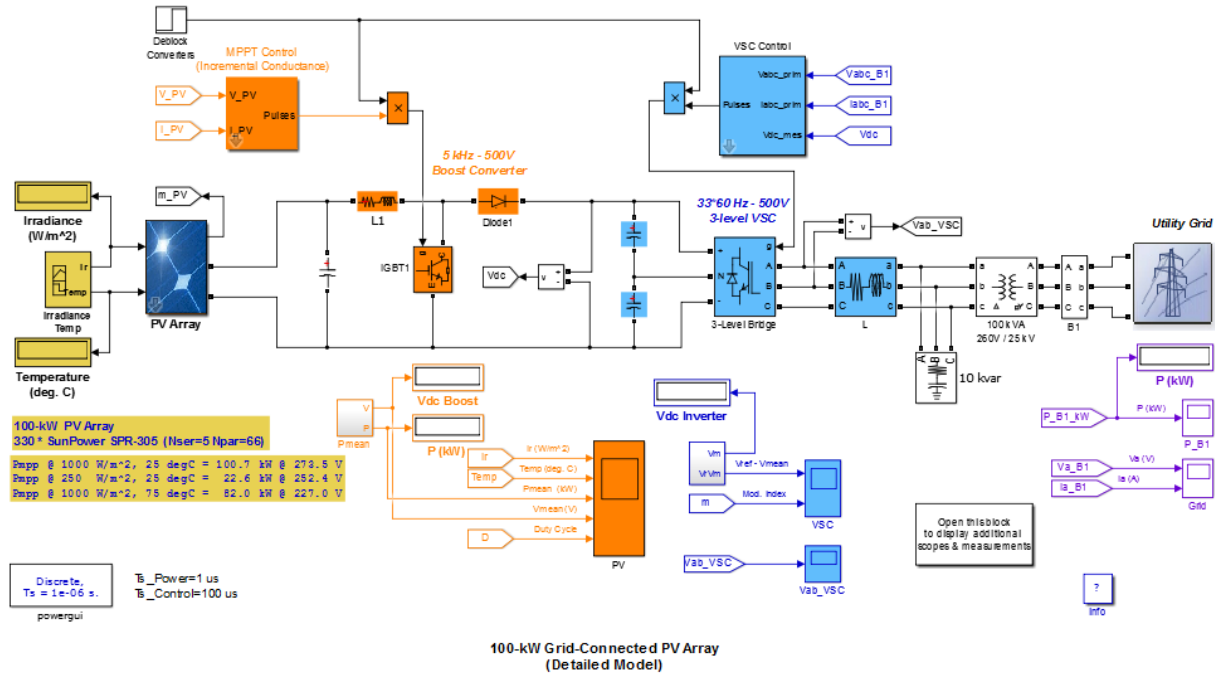 Deblock
Converters
MPPT Control
(Incremental Conductance)
V_PV
V_PV
Pulses
I_PV
I_PV
×
VSC Control
Vabc_prim
Vabc_B1
Pulses
Iabc_prim
Iabc_B1
Vdc_mes
Vdc
×
5 kHz - 500V
Boost Converter
33*60 Hz - 500V
3-level VSC
Irradiance
(W/m^2)
m_PV
L1
Diode1
v
Vab_VSC
Utility Grid
Ir
Temp
Irradiance
Temp
PV Array
g
E
IGBT1
Vdc
v
+
N
-
g
A
B
C
3-Level Bridge
A
B
C
a
b
c
L
a
b
c
A
B
C
100 kVA
260V / 25 kV
A
B
C
a
b
c
B1
A
B
C
10 kvar
Temperature
(deg. C)
Vdc Boost
V
P
Pmean
P (kW)
Vdc Inverter
P (kW)
100-kW PV Array
330 * SunPower SPR-305 (Nser=5 Npar=66)
Pmpp @ 1000 W/m^2, 25 degC = 100.7 kW @ 273.5 V
Pmpp @ 250 W/m^2, 25 degC = 22.6 kW @ 252.4 V
Pmpp @ 1000 W/m^2, 75 degC = 82.0 kW @ 227.0 V
Ir
Ir (W/m^2)
Temp
Temp (deg. C)
Pmean (kW)
Vmean (V)
D
Duty Cycle
PV
Vm
Vr Vm
Vref - Vmean
m
Mod. Index
VSC
Vab_VSC
Vab_VSC
P_B1_kW
P (kW)
P_B1
Va_B1
Va (V)
Ia_B1
Ia (A)
Grid
Open this block
to display additional
scopes & measurements
Discrete,
Ts = 1e-06 s.
powergui
Ts_Power=1 us
Ts_Control=100 us
?
Info
100-kW Grid-Connected PV Array
(Detailed Model)